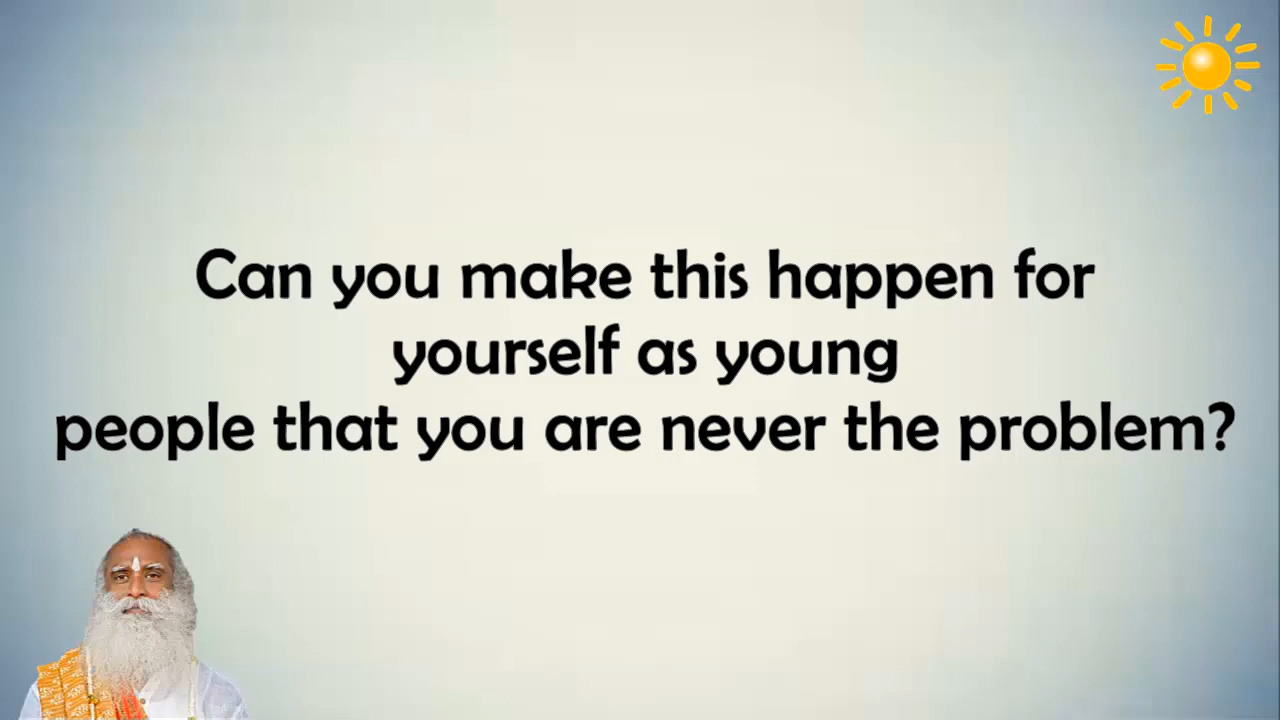 Can you make this happen for
yourself as young
people that you are never the problem?